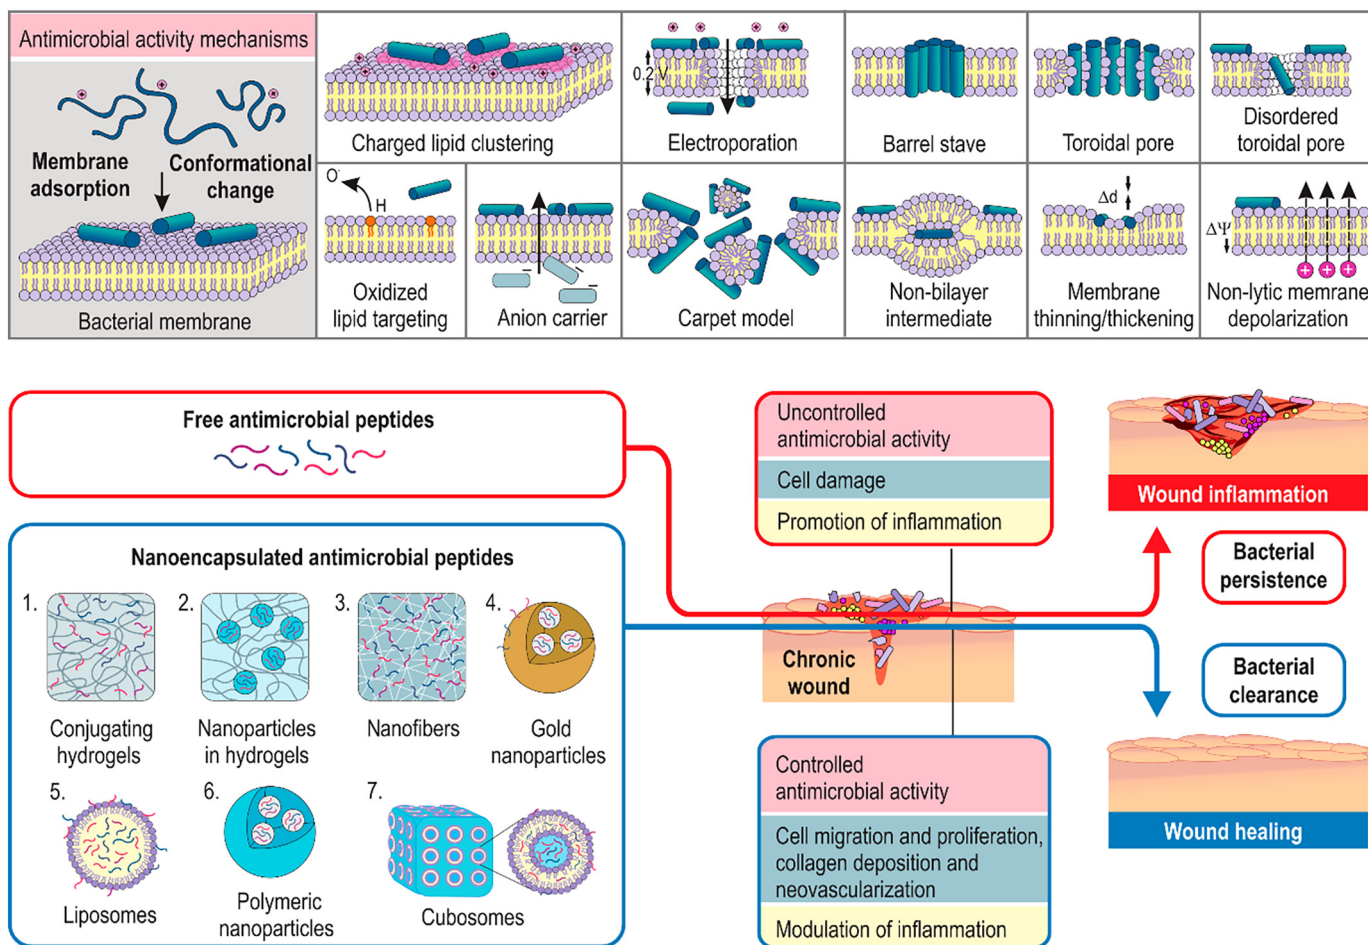 Antimicrobial activity mechanisms
Membrane
adsorption
Conformational
change
Bacterial membrane
Charged lipid clustering
0.2 V
Electroporation
Barrel stave
Toroidal pore
Disordered
toroidal pore
O-
H
Oxidized
lipid targeting
Anion carrier
Carpet model
Non-bilayer
intermediate
Δd
Membrane
thinning/thickening
ΔΨ
Non-lytic memrane
depolarization
Free antimicrobial peptides
Nanoencapsulated antimicrobial peptides
1.
Conjugating
hydrogels
2.
Nanoparticles
in hydrogels
3.
Nanofibers
4.
Gold
nanoparticles
5.
Liposomes
6.
Polymeric
nanoparticles
7.
Cubosomes
Uncontrolled
antimicrobial activity
Cell damage
Promotion of inflammation
Chronic
wound
Controlled
antimicrobial activity
Cell migration and proliferation,
collagen deposition and
neovascularization
Modulation of inflammation
Wound inflammation
Bacterial
persistence
Bacterial
clearance
Wound healing